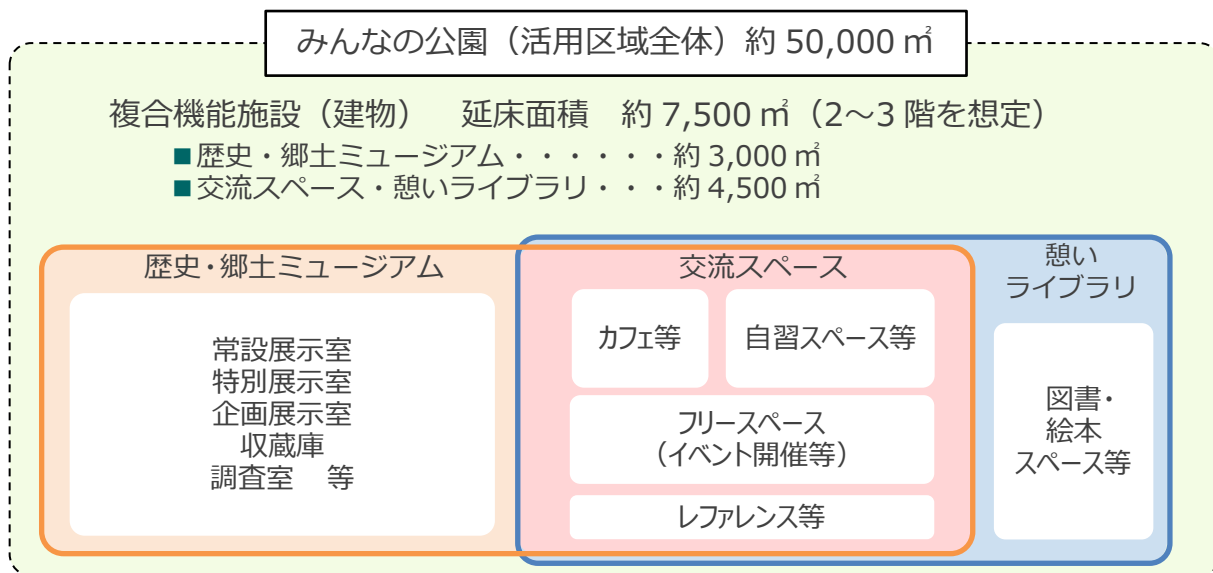 みんなの公園（活用区域全体）約 50,000 ㎡
複合機能施設（建物）　延床面積　約 7,500 ㎡（2～3 階を想定）
■歴史・郷土ミュージアム・・・・・・約 3,000 ㎡
■交流スペース・憩いライブラリ・・・約 4,500 ㎡
歴史・郷土ミュージアム
常設展示室
特別展示室
企画展示室
収蔵庫
調査室　等
交流スペース
カフェ等
自習スペース等
フリースペース
（イベント開催等）
レファレンス等
憩い
ライブラリ
図書・
絵本
スペース等